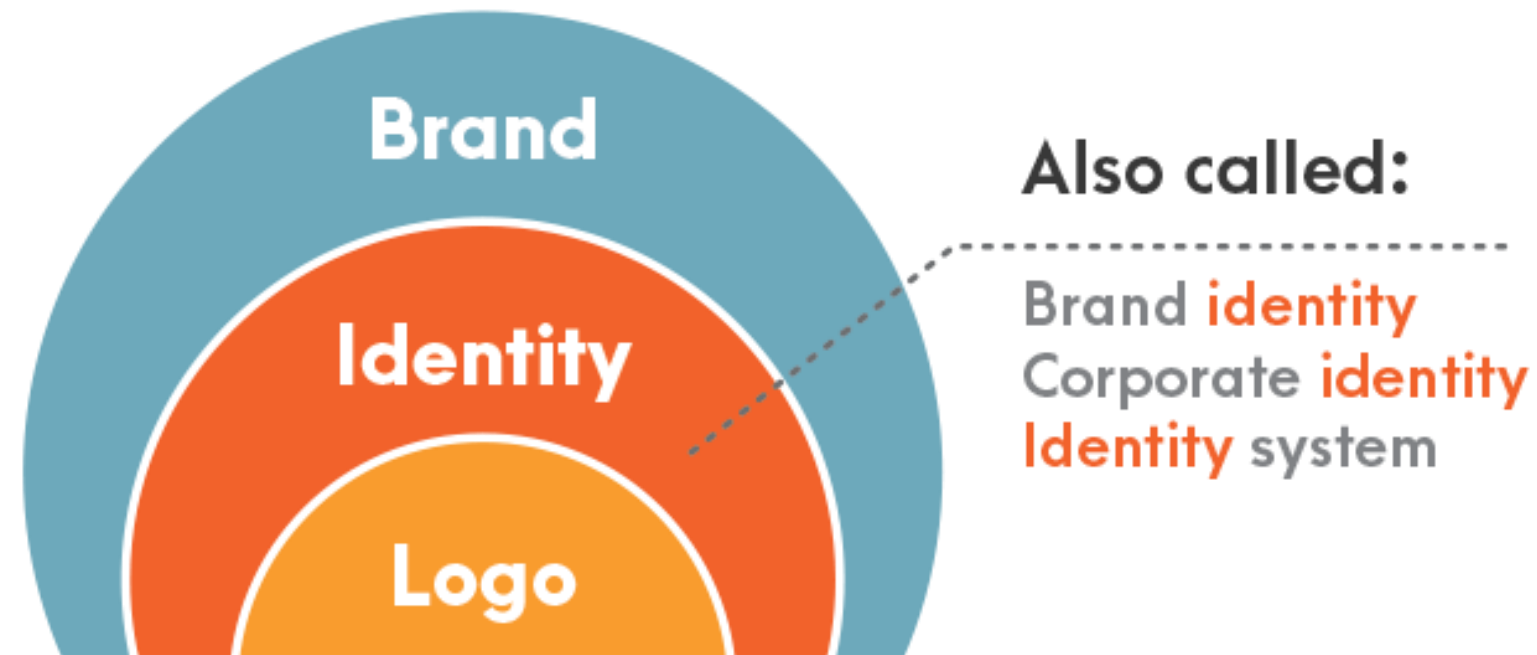 Brand
Identity
Logo
Also called:
Brand identity
Corporate identity
Identity system